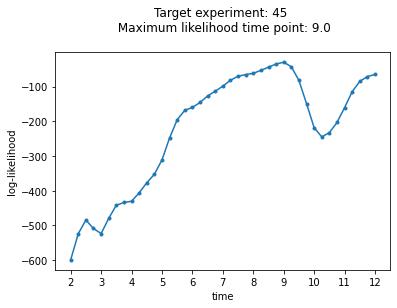 Target experiment: 45
Maximum likelihood time point: 9.0
log-likelihood
−100
−200
−300
−400
−500
−600
2 3 4 5 6 7 8 9 10 11 12
time